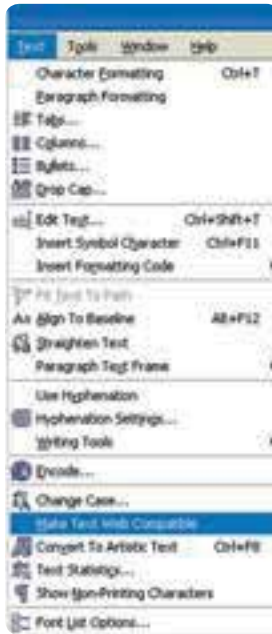 Text Tools Window Help
Character Formatting Ctrl+T
Paragraph Formatting
Tabs...
Columns...
Bullets...
Drop Cap...
Edit Text... Ctrl+Shift+T
Insert Symbol Character Ctrl+F11
Insert Formatting Code
Fit Text To Path
Align To Baseline Alt+F12
Straighten Text
Paragraph Text Frame
Use Hyphenation
Hyphenation Settings...
Writing Tools
Encode...
Change Case...
Make Text Web Compatible
Convert To Artistic Text Ctrl+F8
Text Statistics...
Show Non-Printing Characters
Font List Options...